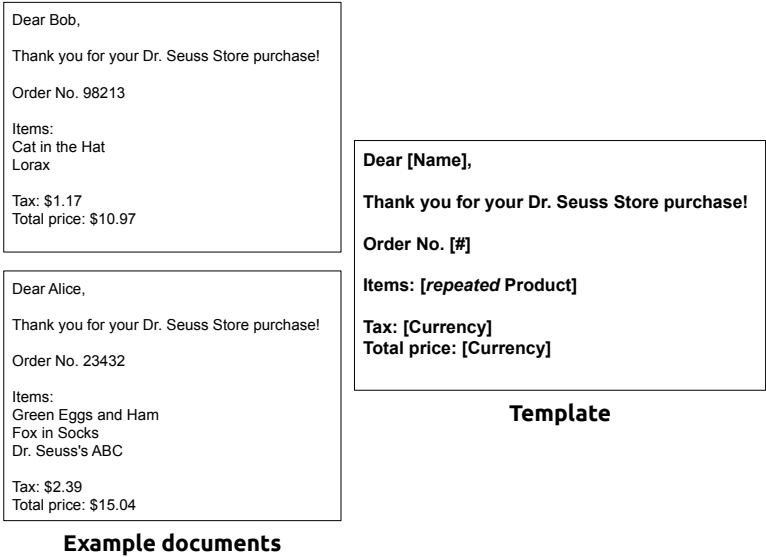 Dear Bob,
Thank you for your Dr. Seuss Store purchase!
Order No. 98213
Items:
Cat in the Hat
Lorax
Tax: $1.17
Total price: $10.97
Dear Alice,
Thank you for your Dr. Seuss Store purchase!
Order No. 23432
Items:
Green Eggs and Ham
Fox in Socks
Dr. Seuss's ABC
Tax: $2.39
Total price: $15.04
Example documents
Dear [Name],
Thank you for your Dr. Seuss Store purchase!
Order No. [#]
Items: [repeated Product]
Tax: [Currency]
Total price: [Currency]
Template